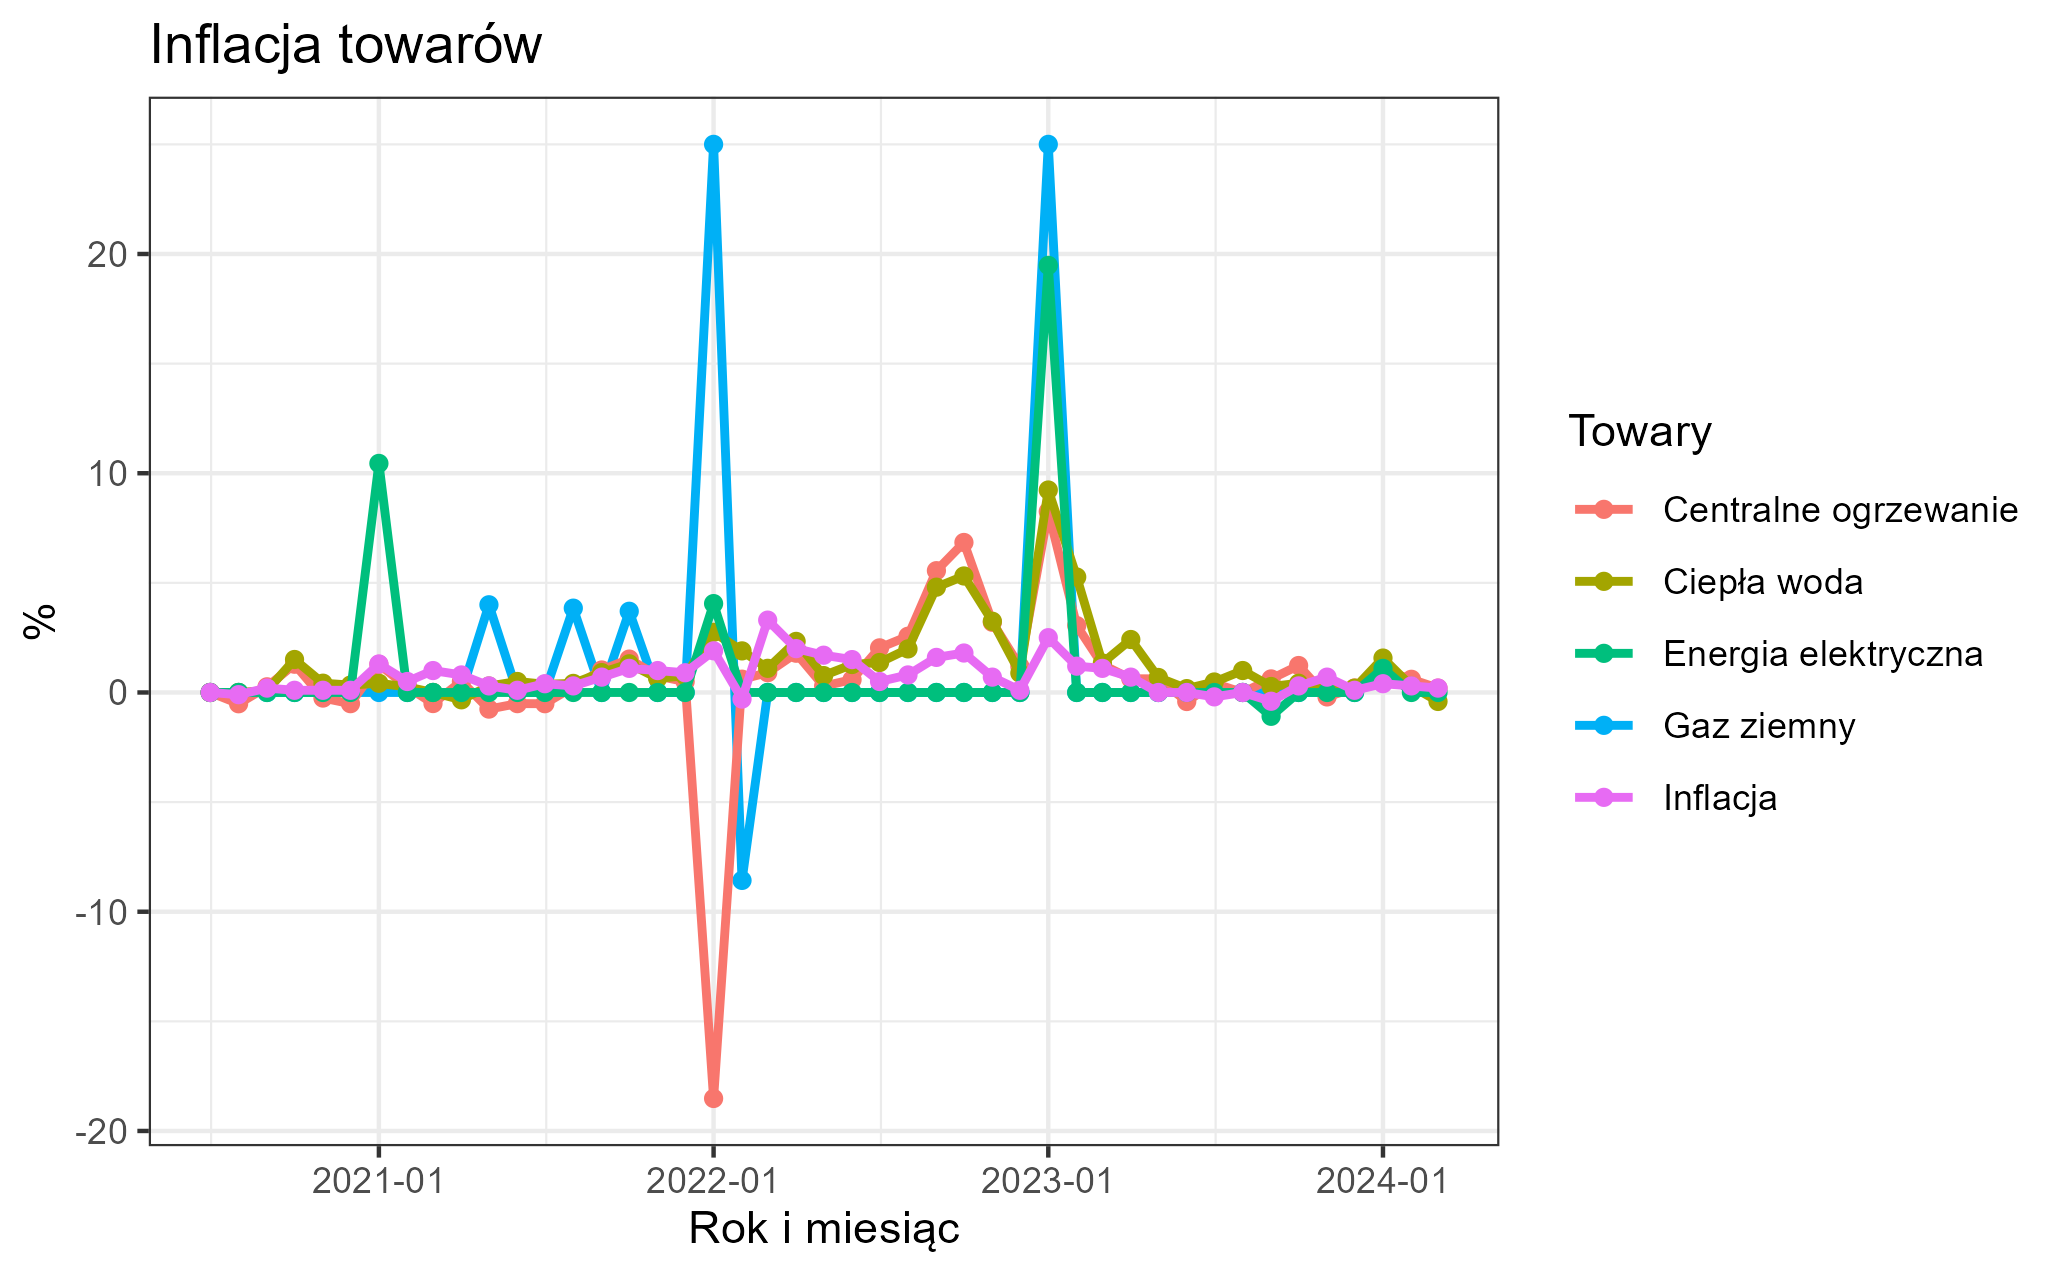 Inflacja towarów
%
20
10
0
-10
-20
2021-01
2022-01
2023-01
2024-01
Rok i miesiąc
Towary
Centralne ogrzewanie
Ciepła woda
Energia elektryczna
Gaz ziemny
Inflacja